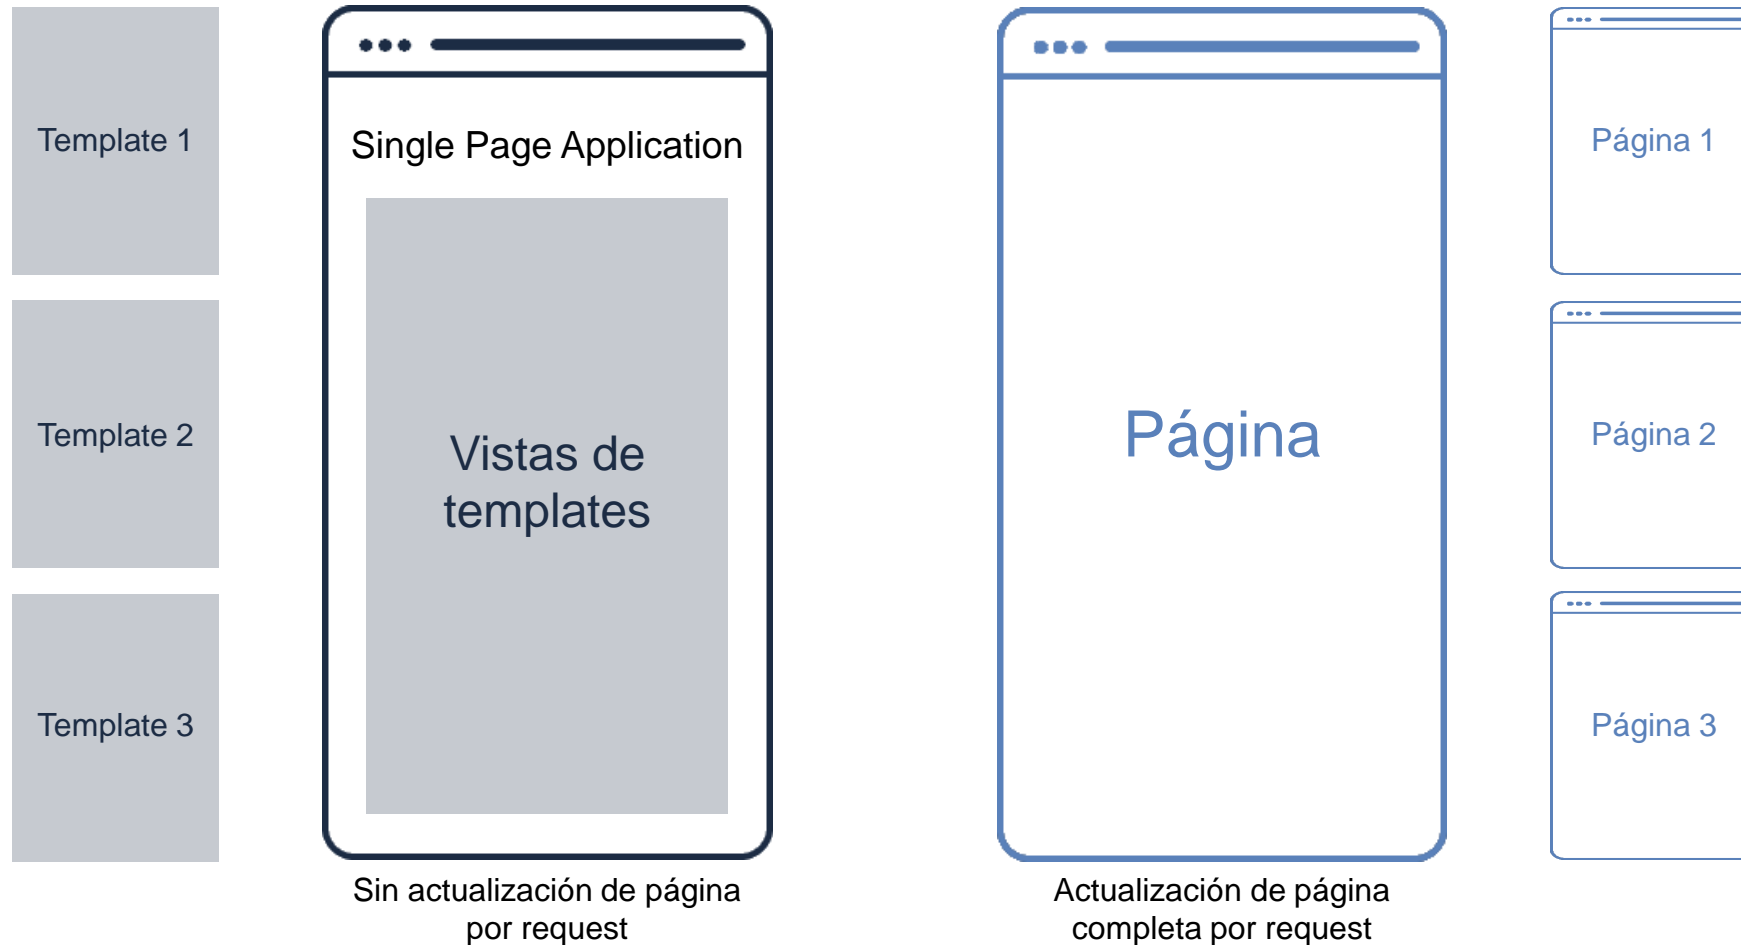 Template 1
Template 2
Template 3
Single Page Application
Vistas de
templates
Sin actualización de página
por request
Página
Actualización de página
completa por request
Página 1
Página 2
Página 3